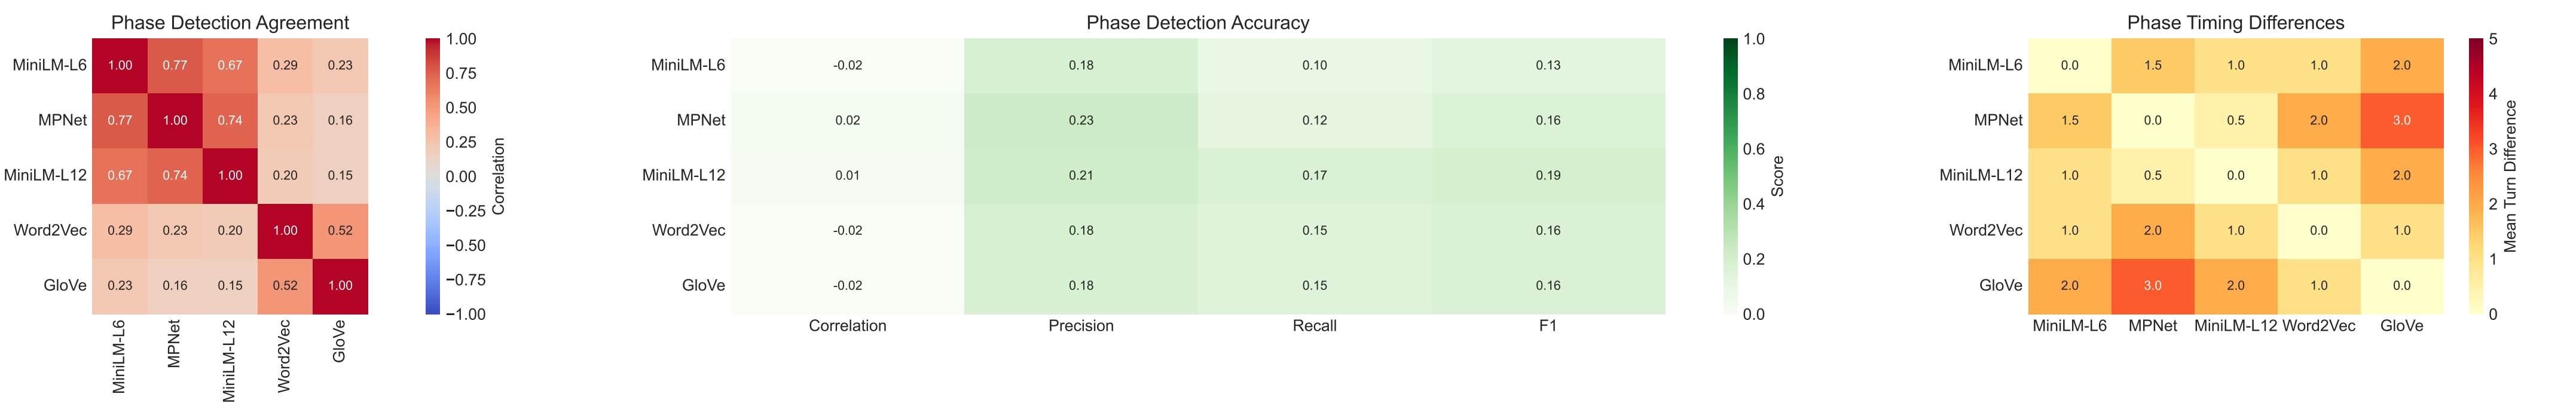 Phase Detection Agreement
MiniLM-L6 1.00 0.77 0.67 0.29 0.23
MPNet 0.77 1.00 0.74 0.23 0.16
MiniLM-L12 0.67 0.74 1.00 0.20 0.15
Word2Vec 0.29 0.23 0.20 1.00 0.52
GloVe 0.23 0.16 0.15 0.52 1.00
MiniLM-L6 MPNet MiniLM-L12 Word2Vec GloVe
1.00
0.75
0.50
0.25
0.00
−0.25
−0.50
−0.75
−1.00
Correlation
Phase Detection Accuracy
MiniLM-L6 -0.02 0.18 0.10 0.13
MPNet 0.02 0.23 0.12 0.16
MiniLM-L12 0.01 0.21 0.17 0.19
Word2Vec -0.02 0.18 0.15 0.16
GloVe -0.02 0.18 0.15 0.16
Correlation Precision Recall F1
1.0
0.8
0.6
0.4
0.2
0.0
Score
Phase Timing Differences
MiniLM-L6 0.0 1.5 1.0 1.0 2.0
MPNet 1.5 0.0 0.5 2.0 3.0
MiniLM-L12 1.0 0.5 0.0 1.0 2.0
Word2Vec 1.0 2.0 1.0 0.0 1.0
GloVe 2.0 3.0 2.0 1.0 0.0
MiniLM-L6 MPNet MiniLM-L12 Word2Vec GloVe
5
4
3
2
1
0
Mean Turn Difference